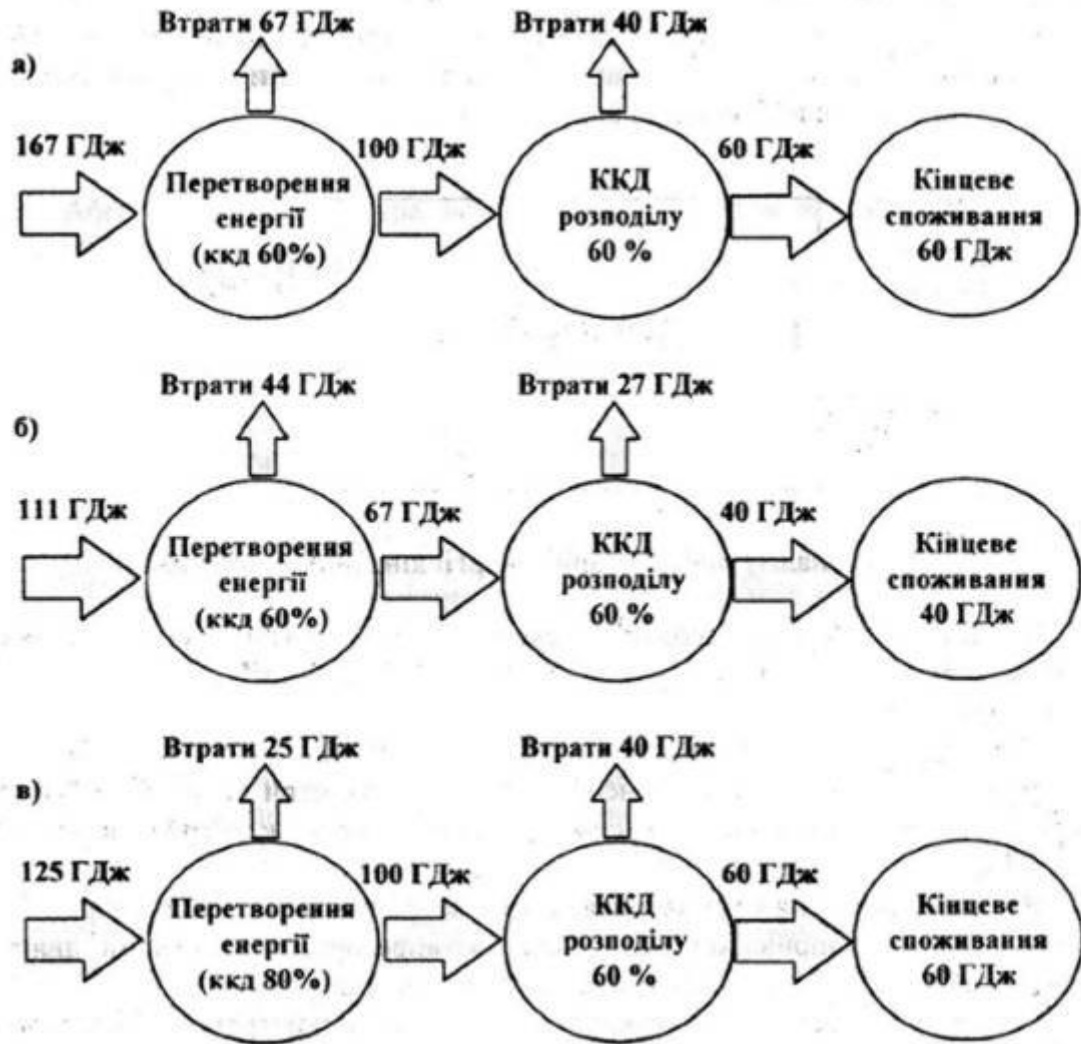 Втрати 67 ГДж
Втрати 40 ГДж
а)
167 ГДж
100 ГДж
60 ГДж
Перетворення
енергії
(ккд 60%)
ККД
розподілу
60 %
Кінцеве
споживання
60 ГДж
Втрати 44 ГДж
Втрати 27 ГДж
б)
111 ГДж
67 ГДж
40 ГДж
Перетворення
енергії
(ккд 60%)
ККД
розподілу
60 %
Кінцеве
споживання
40 ГДж
Втрати 25 ГДж
Втрати 40 ГДж
в)
125 ГДж
100 ГДж
60 ГДж
Перетворення
енергії
(ккд 80%)
ККД
розподілу
60 %
Кінцеве
споживання
60 ГДж